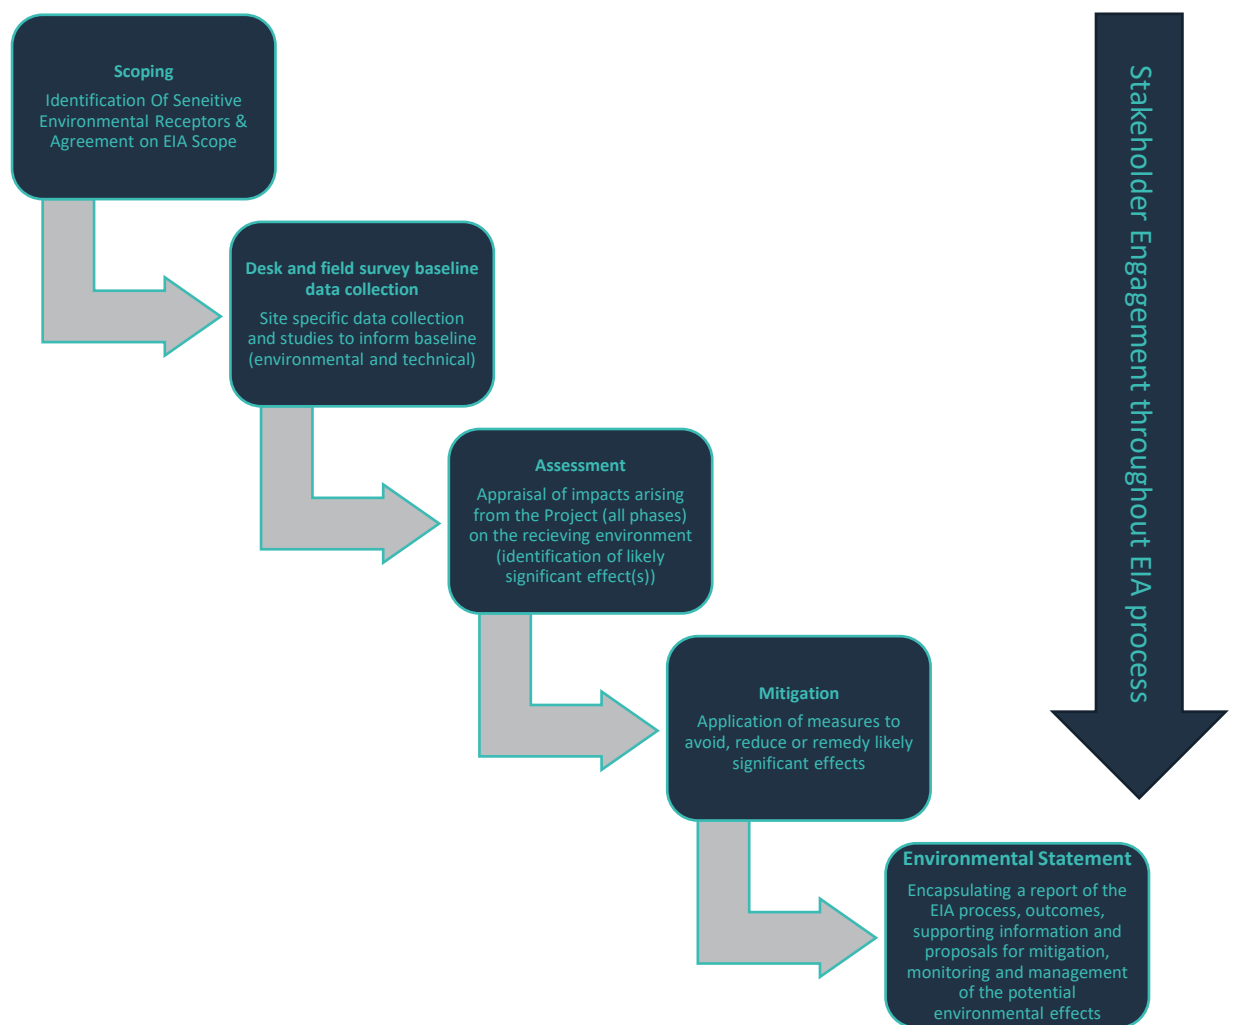 Scoping
Identification Of Seneitive
Environmental Receptors &
Agreement on EIA Scope
Desk and field survey baseline
data collection
Site specific data collection
and studies to inform baseline
(environmental and technical)
Assessment
Appraisal of impacts arising
from the Project (all phases)
on the recieving environment
(identification of likely
significant effect(s))
Mitigation
Application of measures to
avoid, reduce or remedy likely
significant effects
Environmental Statement
Encapsulating a report of the
EIA process, outcomes,
supporting information and
proposals for mitigation,
monitoring and management
of the potential
environmental effects
Stakeholder Engagement throughout EIA process